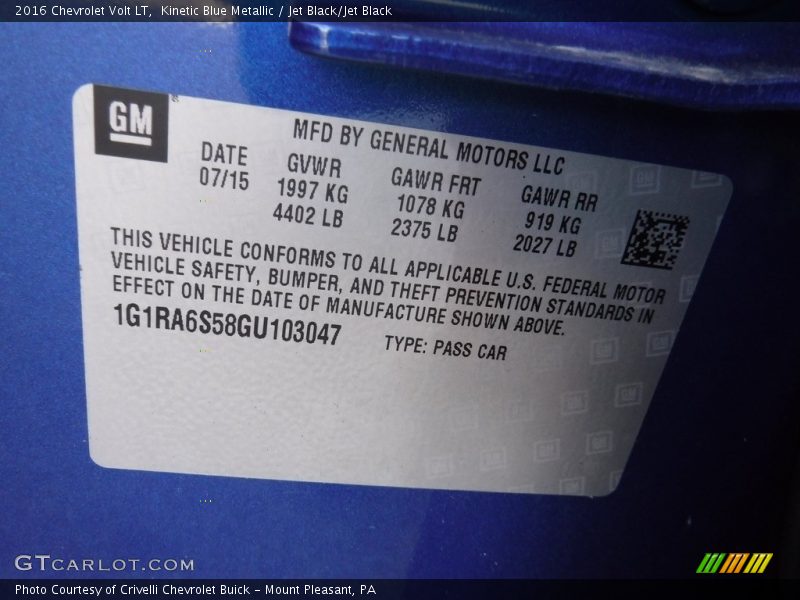 2016 Chevrolet Volt LT, Kinetic Blue Metallic / Jet Black/Jet Black
GM
MFD BY GENERAL MOTORS LLC
DATE GVWR GAWR FRT GAWR RR
07/15 1997 KG 1078 KG 919 KG
4402 LB 2375 LB 2027 LB
THIS VEHICLE CONFORMS TO ALL APPLICABLE U.S. FEDERAL MOTOR
VEHICLE SAFETY, BUMPER, AND THEFT PREVENTION STANDARDS IN
EFFECT ON THE DATE OF MANUFACTURE SHOWN ABOVE.
1G1RA6S58GU103047 TYPE: PASS CAR
GTCARLOT.COM
Photo Courtesy of Crivelli Chevrolet Buick - Mount Pleasant, PA